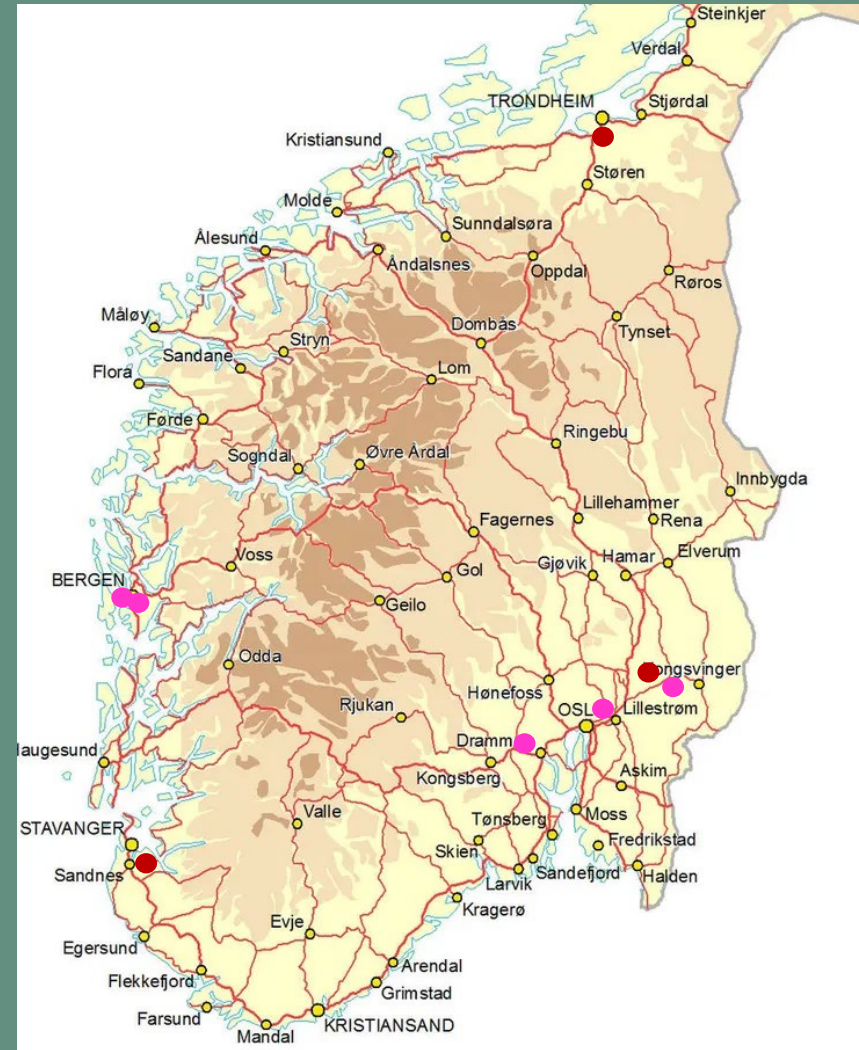 Steinkjer
Verdal
TRONDHEIM
Stjørdal
Kristiansund
Støren
Molde
Sunndalsøra
Ålesund
Åndalsnes
Oppdal
Røros
Måløy
Tynset
Dombås
Stryn
Sandane
Flora
Lom
Førde
Ringebu
Sogndal
Øvre Årdal
Innbygda
Lillehammer
Rena
Fagernes
Voss
Gjøvik
Hamar
Elverum
BERGEN
Gol
Geilo
Odda
ongsvinger
Hønefoss
Rjukan
OSL
Lillestrøm
Dramm
laugesund
Kongsberg
Askim
Valle
Tønsberg
Moss
STAVANGER
Skien
Fredrikstad
Sandnes
Larvik
Sandefjord
Halden
Kragerø
Evje
Egersund
Arendal
Flekkefjord
Grimstad
Farsund
KRISTIANSAND
Mandal